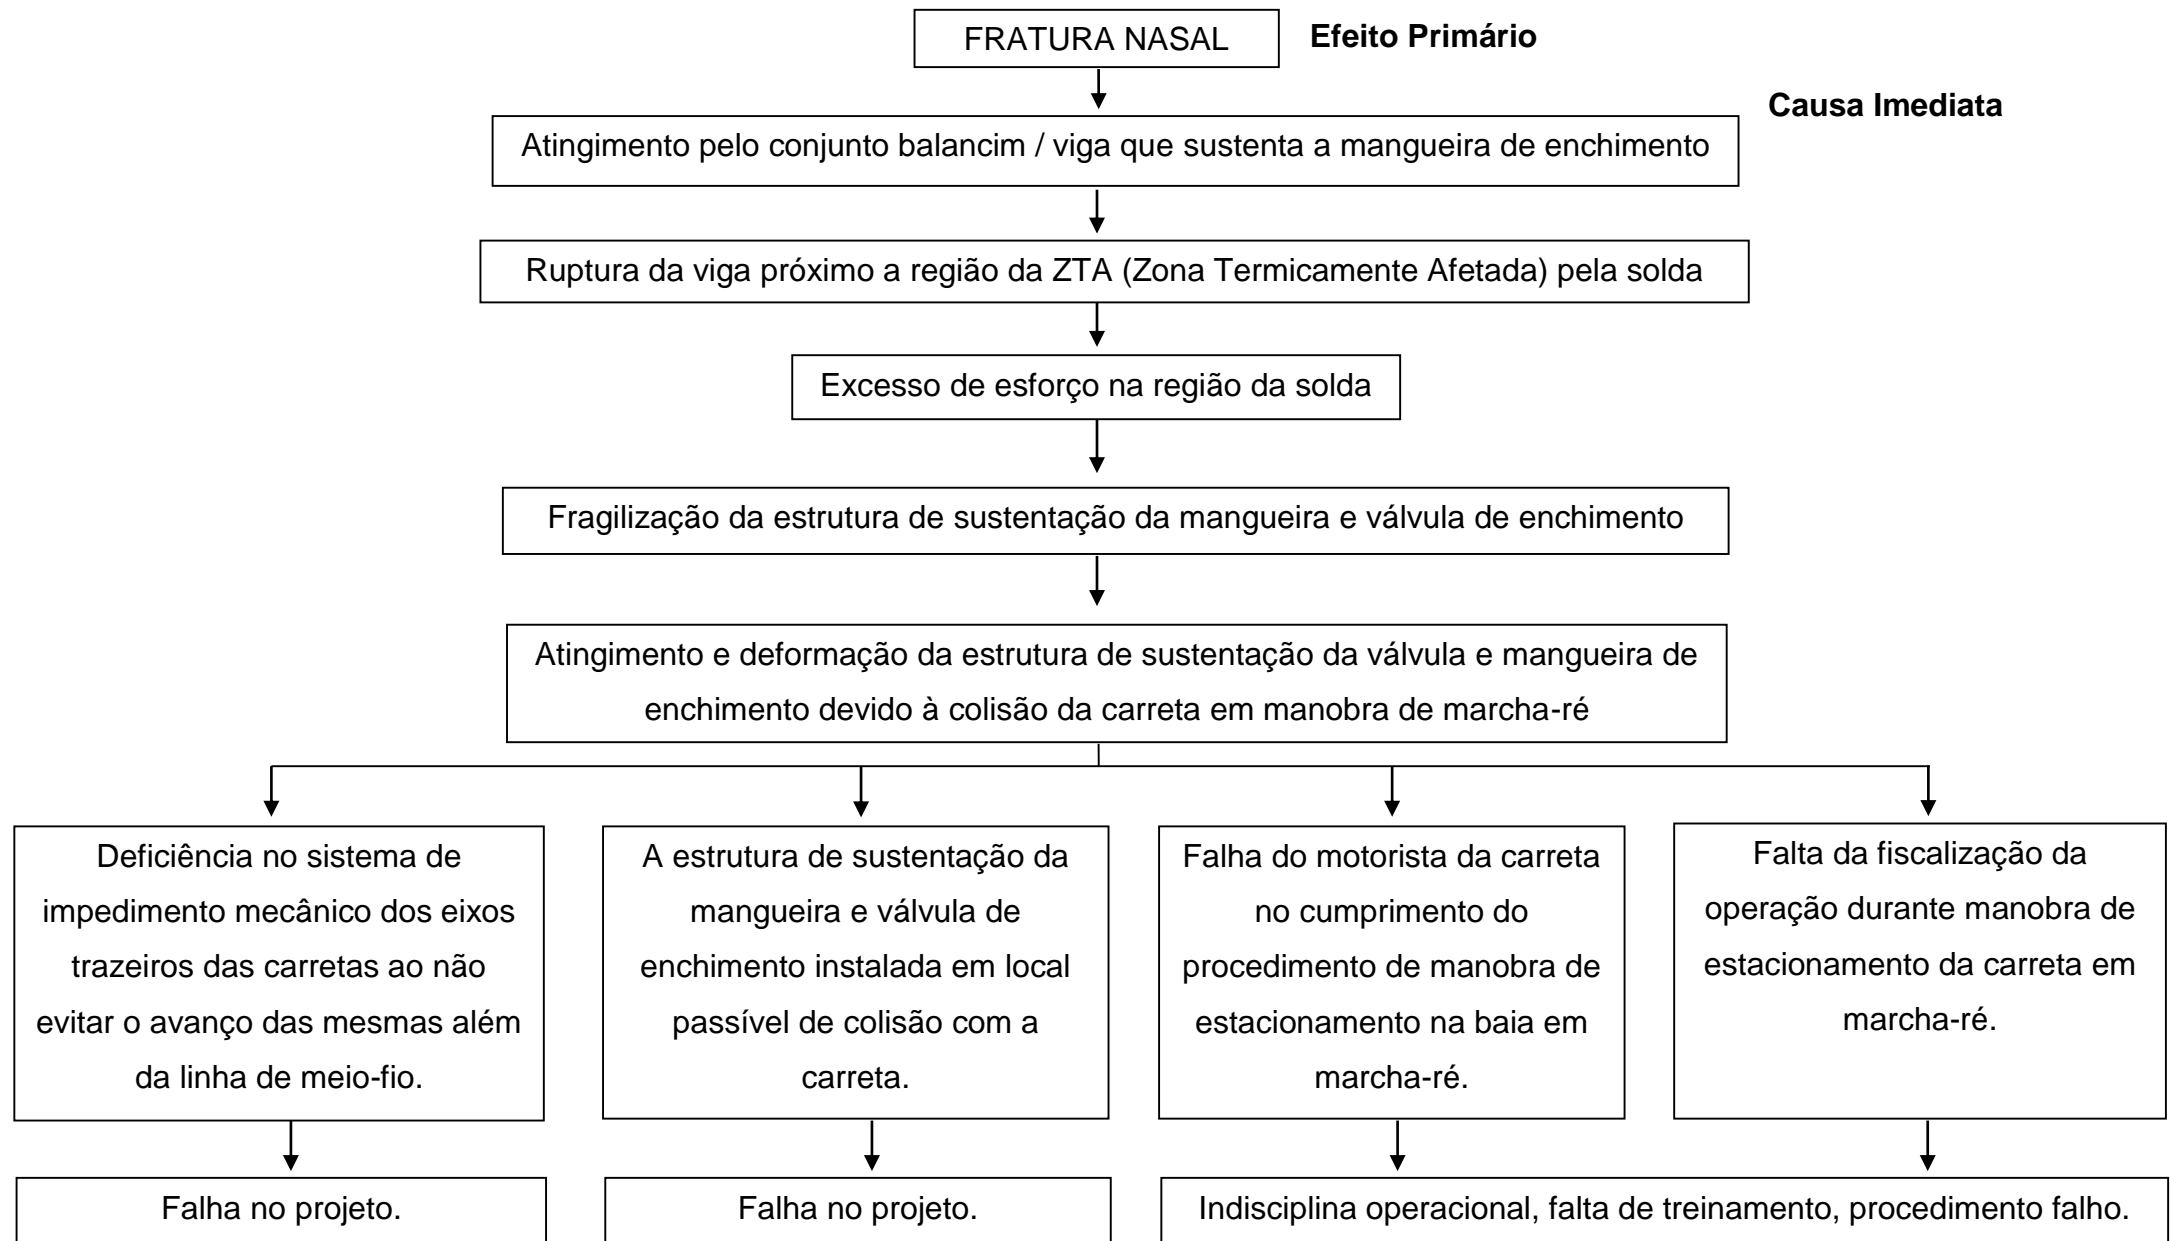 FRATURA NASAL
Efeito Primário
Causa Imediata
Atingimento pelo conjunto balancim / viga que sustenta a mangueira de enchimento
Ruptura da viga próximo a região da ZTA (Zona Termicamente Afetada) pela solda
Excesso de esforço na região da solda
Fragilização da estrutura de sustentação da mangueira e válvula de enchimento
Atingimento e deformação da estrutura de sustentação da válvula e mangueira de
enchimento devido à colisão da carreta em manobra de marcha-ré
Deficiência no sistema de
impedimento mecânico dos eixos
trazeiros das carretas ao não
evitar o avanço das mesmas além
da linha de meio-fio.
A estrutura de sustentação da
mangueira e válvula de
enchimento instalada em local
passível de colisão com a
carreta.
Falha do motorista da carreta
no cumprimento do
procedimento de manobra de
estacionamento na baia em
marcha-ré.
Falta da fiscalização da
operação durante manobra de
estacionamento da carreta em
marcha-ré.
Falha no projeto.
Falha no projeto.
Indisciplina operacional, falta de treinamento, procedimento falho.